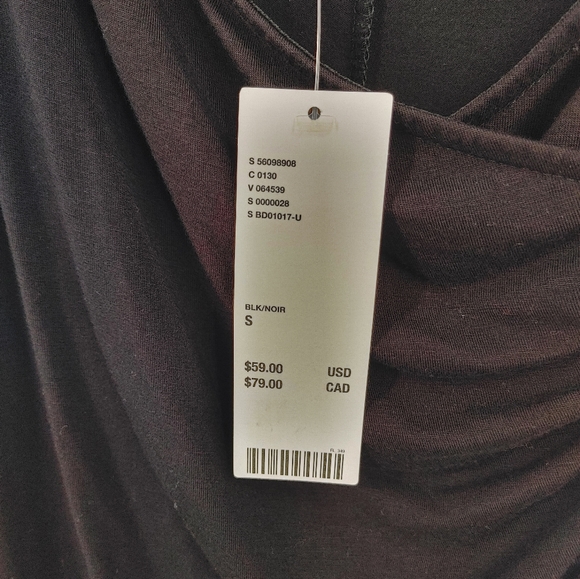 S 56098908
C 0130
V 064539
S 0000028
S BD01017-U
BLK/NOIR
S
$59.00 USD
$79.00 CAD